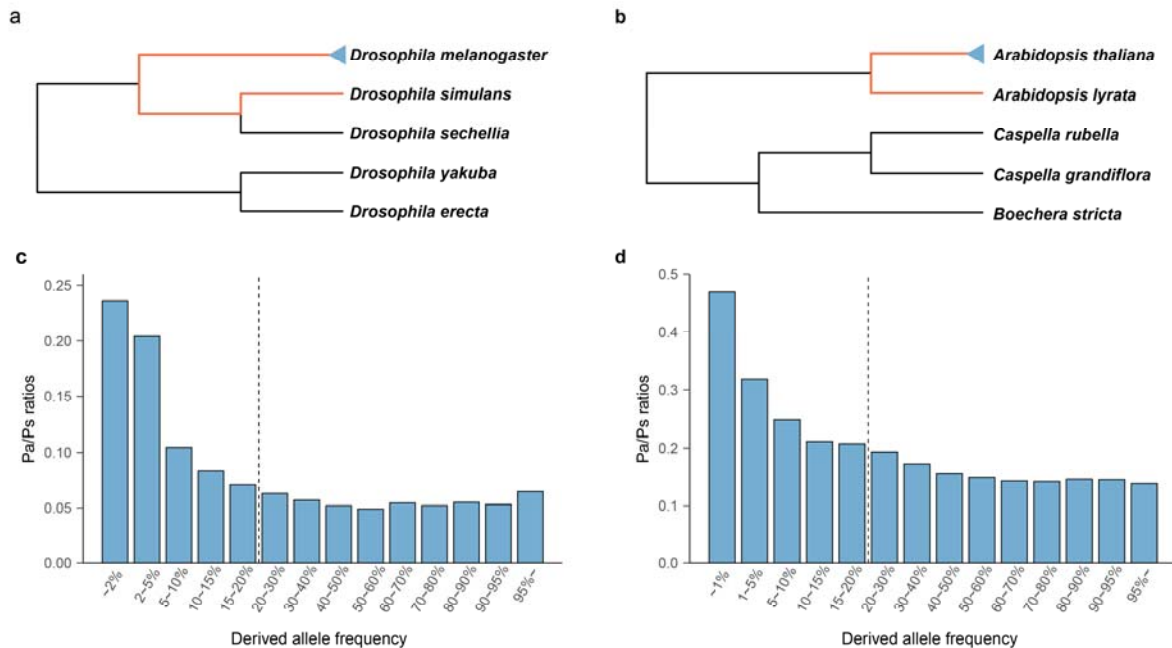 a
Drosophila melanogaster
Drosophila simulans
Drosophila sechellia
Drosophila yakuba
Drosophila erecta
b
Arabidopsis thaliana
Arabidopsis lyrata
Caspella rubella
Caspella grandiflora
Boechera stricta
c
Pa/Ps ratios
0.25
0.20
0.15
0.10
0.05
0.00
~2%
2~5%
5~10%
10~15%
15~20%
20~30%
30~40%
40~50%
50~60%
60~70%
70~80%
80~90%
90~95%
95%~
Derived allele frequency
d
Pa/Ps ratios
0.5
0.4
0.3
0.2
0.1
0.0
~1%
1~5%
5~10%
10~15%
15~20%
20~30%
30~40%
40~50%
50~60%
60~70%
70~80%
80~90%
90~95%
95%~
Derived allele frequency